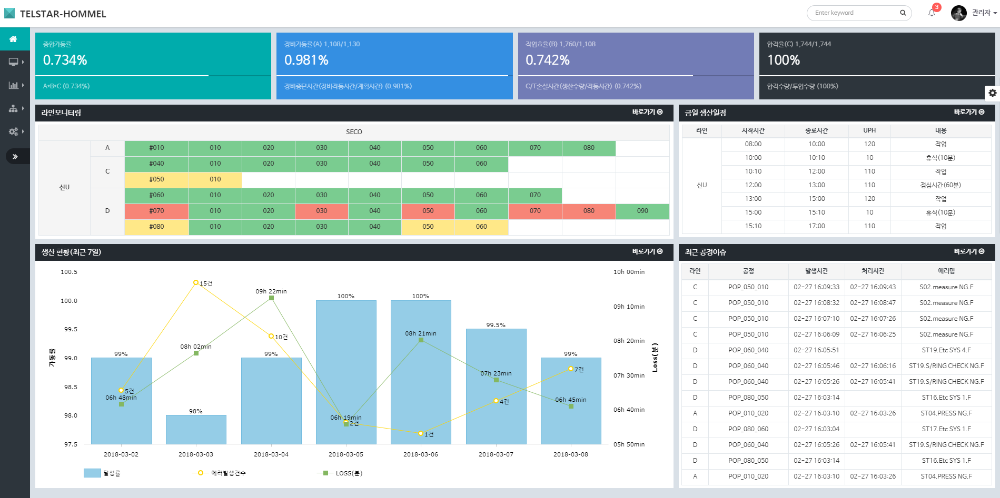 TELSTAR-HOMMEL
Enter keyword
3
관리자
종합가동률
0.734%
A*B*C (0.734%)
장비가동률(A) 1,108/1,130
0.981%
장비중단시간(장비작동시간/계획시간) (0.981%)
작업효율(B) 1,760/1,108
0.742%
C/T손실시간(생산수량/작동시간) (0.742%)
합격율(C) 1,744/1,744
100%
합격수량/투입수량 (100%)
라인모니터링 바로가기
SECO
신U
A #010 010 020 030 040 050 060 070 080
C #040 010 020 030 040 050 060
#050 010
D #060 010 020 030 040 050 060 070
#070 010 020 030 040 050 060 070 080 090
#080 010 020 030 040 050 060
금일 생산일정 바로가기
라인 시작시간 종료시간 UPH 내용
신U
08:00 10:00 120 작업
10:00 10:10 10 휴식(10분)
10:10 12:00 110 작업
12:00 13:00 110 점심시간(60분)
13:00 15:00 120 작업
15:00 15:10 10 휴식(10분)
15:10 17:00 110 작업
생산 현황(최근 7일) 바로가기
가동률
100.5
100.0
99.5
99.0
98.5
98.0
97.5
99%
5건
06h 48min
15건
08h 02min
98%
09h 22min
10건
99%
100%
06h 19min
2건
100%
08h 21min
1건
99.5%
07h 23min
4건
99%
7건
06h 45min
10h 00min
09h 10min
08h 20min
07h 30min
06h 40min
05h 50min
Loss(분)
2018-03-02 2018-03-03 2018-03-04 2018-03-05 2018-03-06 2018-03-07 2018-03-08
달성률 에러발생건수 LOSS(분)
최근 공정이슈 바로가기
라인 공정 발생시간 처리시간 에러명
C POP_050_010 02-27 16:09:33 02-27 16:09:43 S02.measure NG.F
C POP_050_010 02-27 16:08:32 02-27 16:08:47 S02.measure NG.F
C POP_050_010 02-27 16:07:10 02-27 16:07:26 S02.measure NG.F
C POP_050_010 02-27 16:06:09 02-27 16:06:25 S02.measure NG.F
D POP_060_040 02-27 16:05:51 ST19.Etc SYS 4.F
D POP_060_040 02-27 16:05:46 02-27 16:06:16 ST19.S/RING CHECK NG.F
D POP_060_040 02-27 16:05:26 02-27 16:05:41 ST19.S/RING CHECK NG.F
D POP_080_050 02-27 16:03:14 ST16.Etc SYS 1.F
A POP_010_020 02-27 16:03:10 02-27 16:03:26 ST04.PRESS NG.F
D POP_080_060 02-27 16:03:04 ST17.Etc SYS 1.F
D POP_060_040 02-27 16:05:26 02-27 16:05:41 ST19.S/RING CHECK NG.F
D POP_080_050 02-27 16:03:14 ST16.Etc SYS 1.F
A POP_010_020 02-27 16:03:10 02-27 16:03:26 ST04.PRESS NG.F